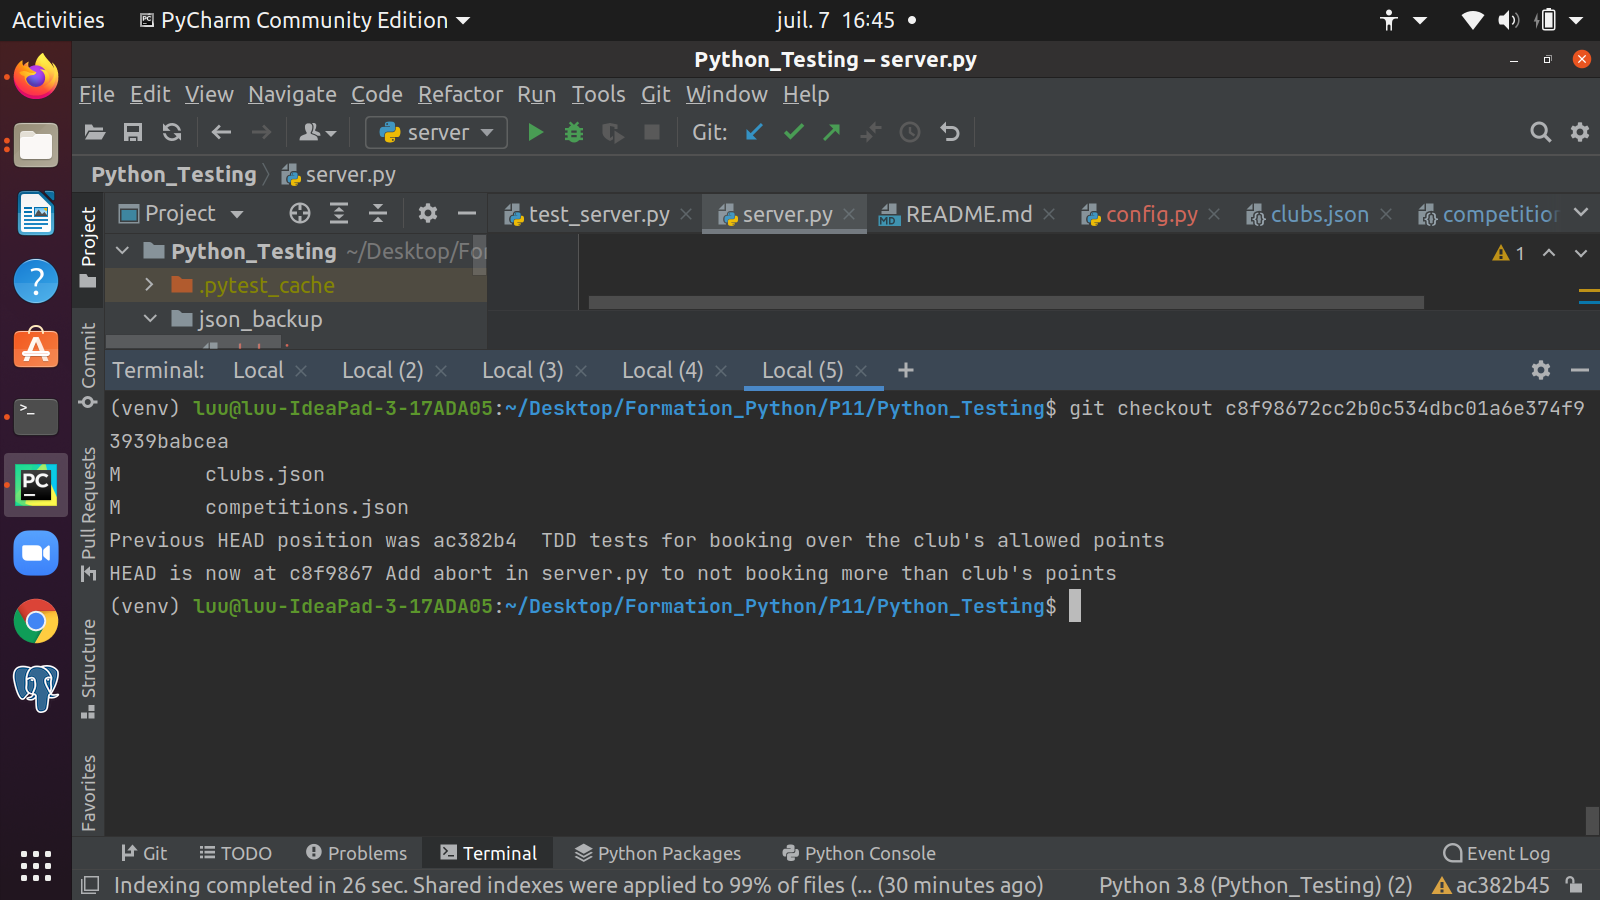 Activities
PyCharm Community Edition
juil. 7 16:45
Python_Testing – server.py
File Edit View Navigate Code Refactor Run Tools Git Window Help
server
Git:
Python_Testing
server.py
Project
test_server.py
server.py
README.md
config.py
clubs.json
Python_Testing
1
.pytest_cache
json_backup
Terminal: Local Local (2) Local (3) Local (4) Local (5)
(venv) luu@luu-IdeaPad-3-17ADA05:~/Desktop/Formation_Python/P11/Python_Testing$ git checkout c8f98672cc2b0c534dbc01a6e374f9
3939babcea
M clubs.json
M competitions.json
Previous HEAD position was ac382b4 TDD tests for booking over the club's allowed points
HEAD is now at c8f9867 Add abort in server.py to not booking more than club's points
(venv) luu@luu-IdeaPad-3-17ADA05:~/Desktop/Formation_Python/P11/Python_Testing$
Project
Commit
Pull Requests
Structure
Favorites
Git TODO Problems Terminal Python Packages Python Console Event Log
Indexing completed in 26 sec. Shared indexes were applied to 99% of files (... (30 minutes ago) Python 3.8 (Python_Testing) (2) ac382b45